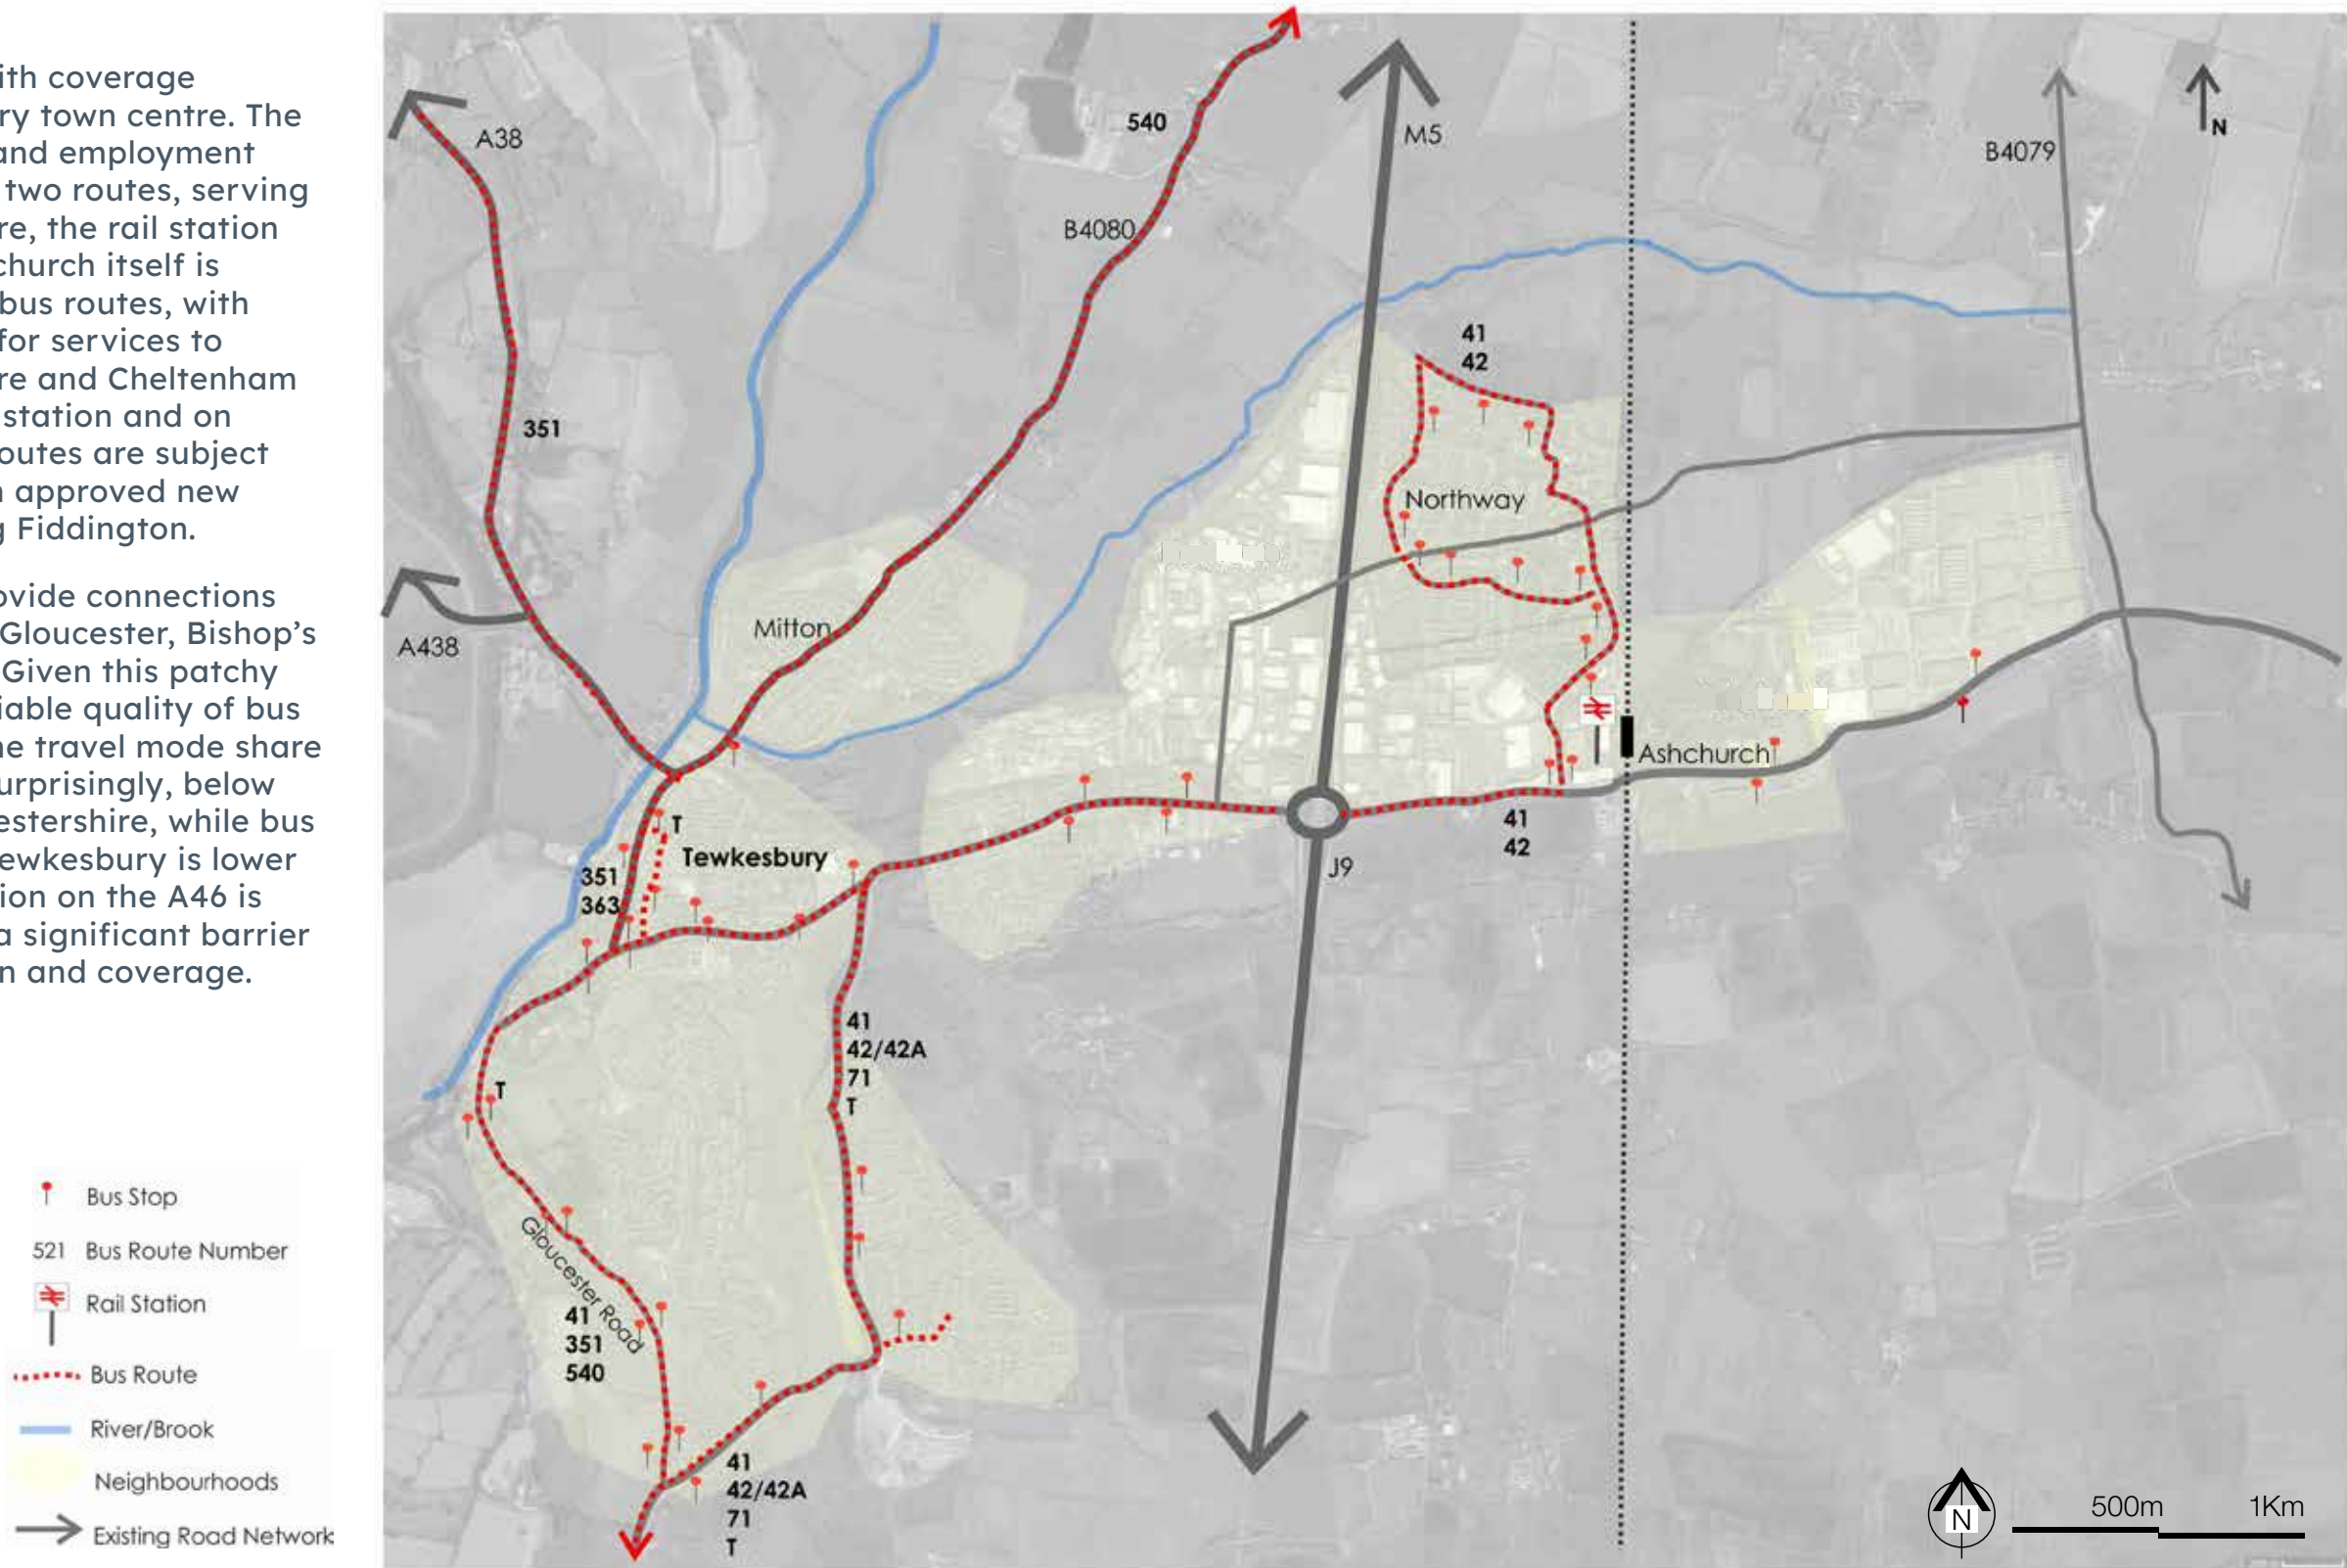 ith coverage
ry town centre. The
and employment
two routes, serving
re, the rail station
church itself is
bus routes, with
for services to
re and Cheltenham
station and on
outes are subject
n approved new
g Fiddington.
ovide connections
Gloucester, Bishop's
Given this patchy
iable quality of bus
ne travel mode share
urprisingly, below
estershire, while bus
ewkesbury is lower
ion on the A46 is
a significant barrier
n and coverage.
Bus Stop
521 Bus Route Number
Rail Station
Bus Route
River/Brook
Neighbourhoods
Existing Road Network
A38
540
M5
B4079
N
B4080
41
42
351
Northway
Mitton
A438
Ashchurch
T
Tewkesbury
351
363
41
42
J9
41
42/42A
71
T
T
Gloucester Road
41
351
540
41
42/42A
71
T
N
500m 1Km